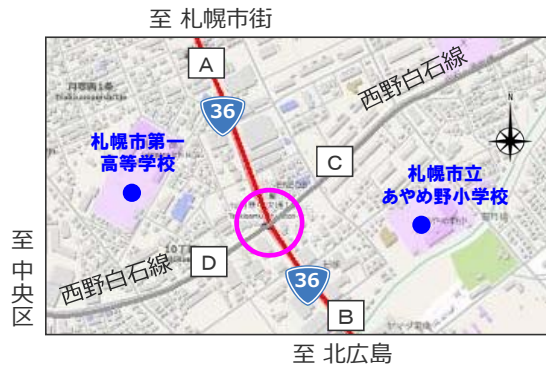 至 札幌市街
A
西野白石線
N
36
札幌市第一
高等学校
C
札幌市立
あやめ野小学校
至 中央区
D
西野白石線
36
B
至 北広島